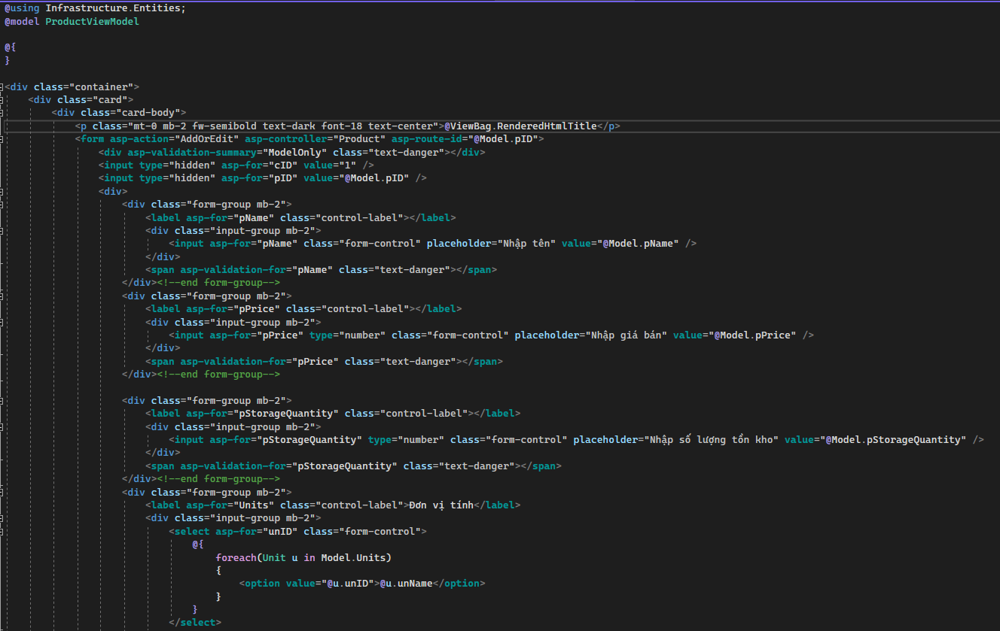 @using Infrastructure.Entities;
@model ProductViewModel
@{
}
<div class="container">
<div class="card">
<div class="card-body">
<p class="mt-0 mb-2 fw-semibold text-dark font-18 text-center">@ViewBag.RenderedHtmlTitle</p>
<form asp-action="AddOrEdit" asp-controller="Product" asp-route-id="@Model.pID">
<div asp-validation-summary="ModelOnly" class="text-danger"></div>
<input type="hidden" asp-for="cID" value="1" />
<input type="hidden" asp-for="pID" value="@Model.pID" />
<div>
<div class="form-group mb-2">
<label asp-for="pName" class="control-label"></label>
<div class="input-group mb-2">
<input asp-for="pName" class="form-control" placeholder="Nhập tên" value="@Model.pName" />
</div>
<span asp-validation-for="pName" class="text-danger"></span>
</div><!--end form-group-->
<div class="form-group mb-2">
<label asp-for="pPrice" class="control-label"></label>
<div class="input-group mb-2">
<input asp-for="pPrice" type="number" class="form-control" placeholder="Nhập giá bán" value="@Model.pPrice" />
</div>
<span asp-validation-for="pPrice" class="text-danger"></span>
</div><!--end form-group-->
<div class="form-group mb-2">
<label asp-for="pStorageQuantity" class="control-label"></label>
<div class="input-group mb-2">
<input asp-for="pStorageQuantity" type="number" class="form-control" placeholder="Nhập số lượng tồn kho" value="@Model.pStorageQuantity" />
</div>
<span asp-validation-for="pStorageQuantity" class="text-danger"></span>
</div><!--end form-group-->
<div class="form-group mb-2">
<label asp-for="Units" class="control-label">Đơn vị tính</label>
<div class="input-group mb-2">
<select asp-for="unID" class="form-control">
@{
foreach(Unit u in Model.Units)
{
<option value="@u.unID">@u.unName</option>
}
}
</select>